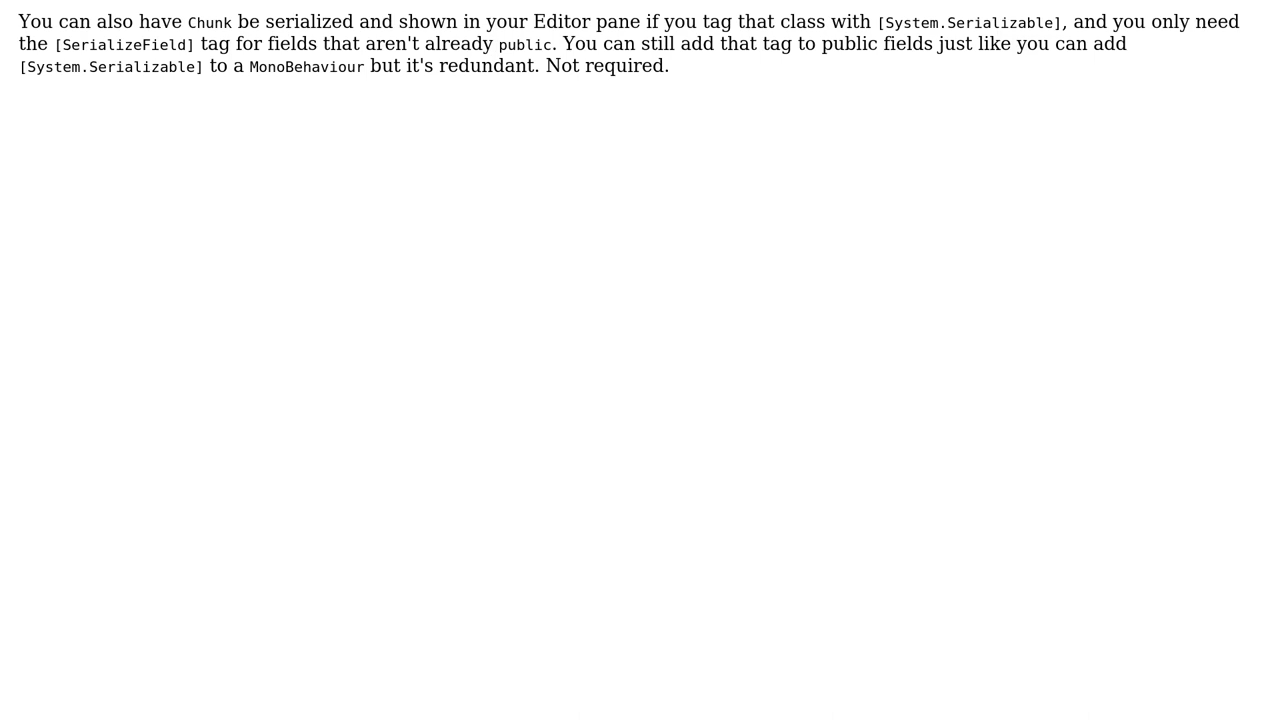 You can also have Chunk be serialized and shown in your Editor pane if you tag that class with [System.Serializable], and you only need
the [SerializeField] tag for fields that aren't already public. You can still add that tag to public fields just like you can add
[System.Serializable] to a MonoBehaviour but it's redundant. Not required.